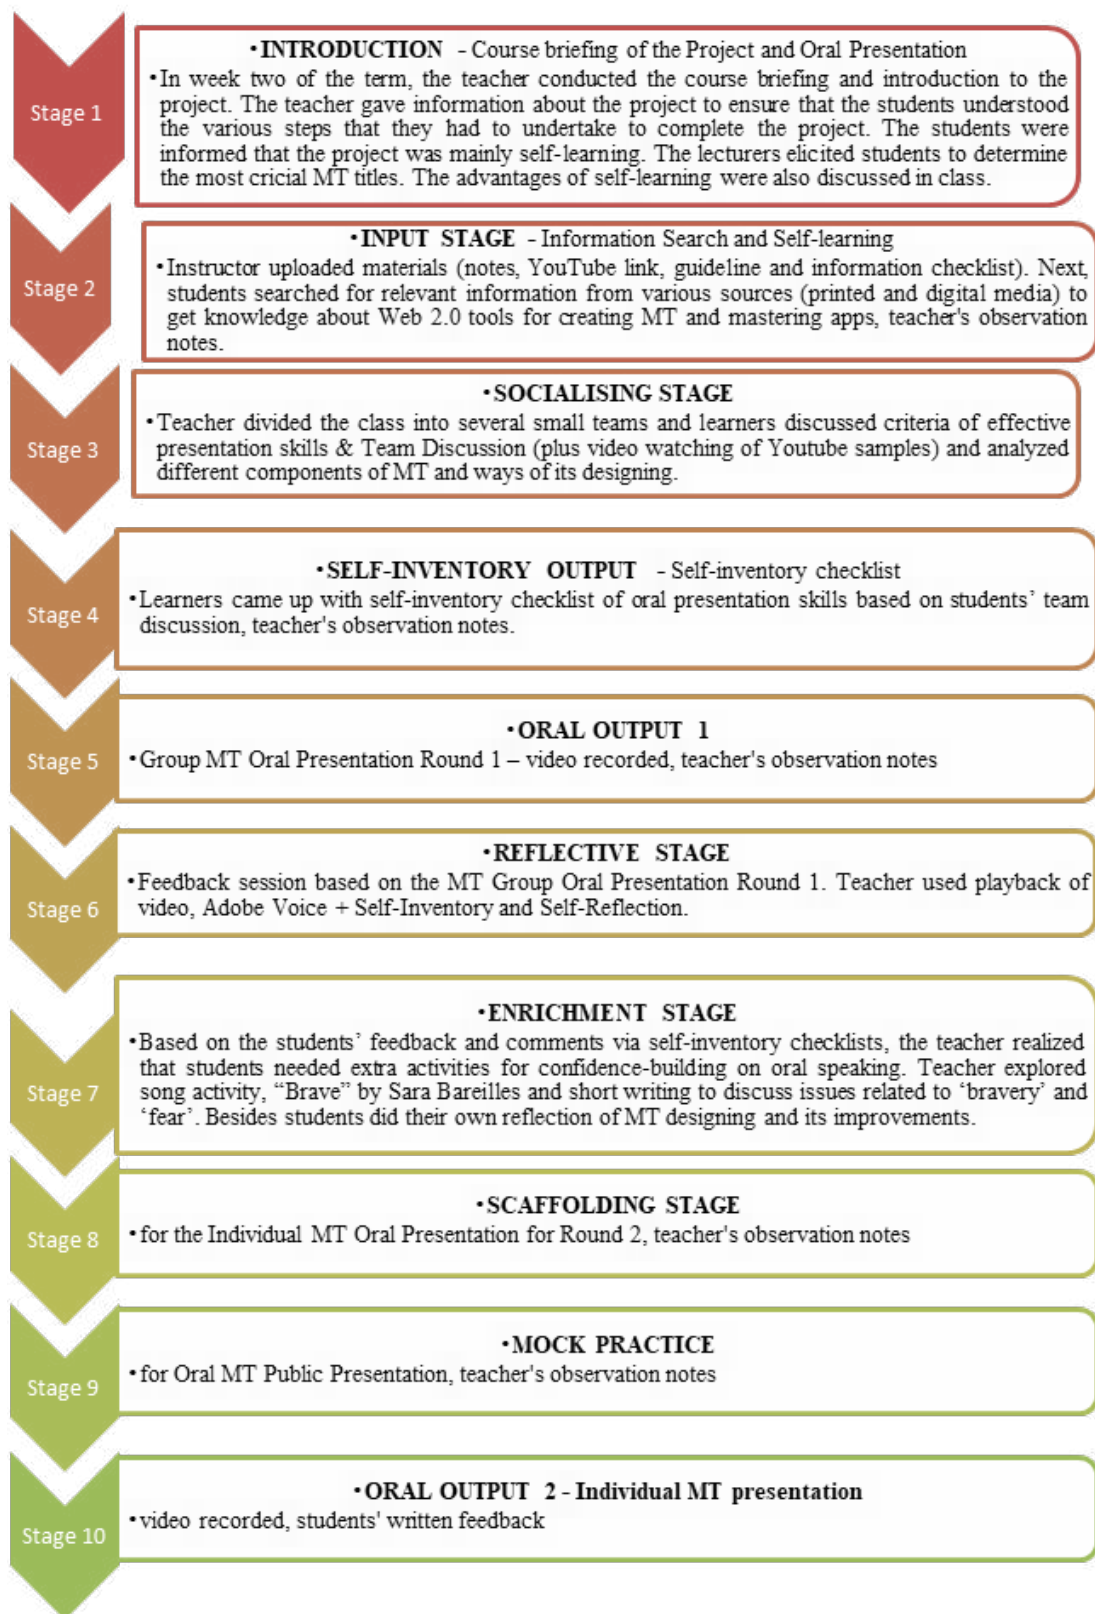 Stage 1
•INTRODUCTION - Course briefing of the Project and Oral Presentation
•In week two of the term, the teacher conducted the course briefing and introduction to the
project. The teacher gave information about the project to ensure that the students understood
the various steps that they had to undertake to complete the project. The students were
informed that the project was mainly self-learning. The lecturers elicited students to determine
the most cricial MT titles. The advantages of self-learning were also discussed in class.
Stage 2
•INPUT STAGE - Information Search and Self-learning
•Instructor uploaded materials (notes, YouTube link, guideline and information checklist). Next,
students searched for relevant information from various sources (printed and digital media) to
get knowledge about Web 2.0 tools for creating MT and mastering apps, teacher's observation
notes.
Stage 3
•SOCIALISING STAGE
•Teacher divided the class into several small teams and learners discussed criteria of effective
presentation skills & Team Discussion (plus video watching of Youtube samples) and analyzed
different components of MT and ways of its designing.
Stage 4
•SELF-INVENTORY OUTPUT - Self-inventory checklist
•Learners came up with self-inventory checklist of oral presentation skills based on students’ team
discussion, teacher's observation notes.
Stage 5
•ORAL OUTPUT 1
•Group MT Oral Presentation Round 1 – video recorded, teacher's observation notes
Stage 6
•REFLECTIVE STAGE
•Feedback session based on the MT Group Oral Presentation Round 1. Teacher used playback of
video, Adobe Voice + Self-Inventory and Self-Reflection.
Stage 7
•ENRICHMENT STAGE
•Based on the students’ feedback and comments via self-inventory checklists, the teacher realized
that students needed extra activities for confidence-building on oral speaking. Teacher explored
song activity, “Brave” by Sara Bareilles and short writing to discuss issues related to ‘bravery’ and
‘fear’. Besides students did their own reflection of MT designing and its improvements.
Stage 8
•SCAFFOLDING STAGE
•for the Individual MT Oral Presentation for Round 2, teacher's observation notes
Stage 9
•MOCK PRACTICE
•for Oral MT Public Presentation, teacher's observation notes
Stage 10
•ORAL OUTPUT 2 - Individual MT presentation
•video recorded, students' written feedback